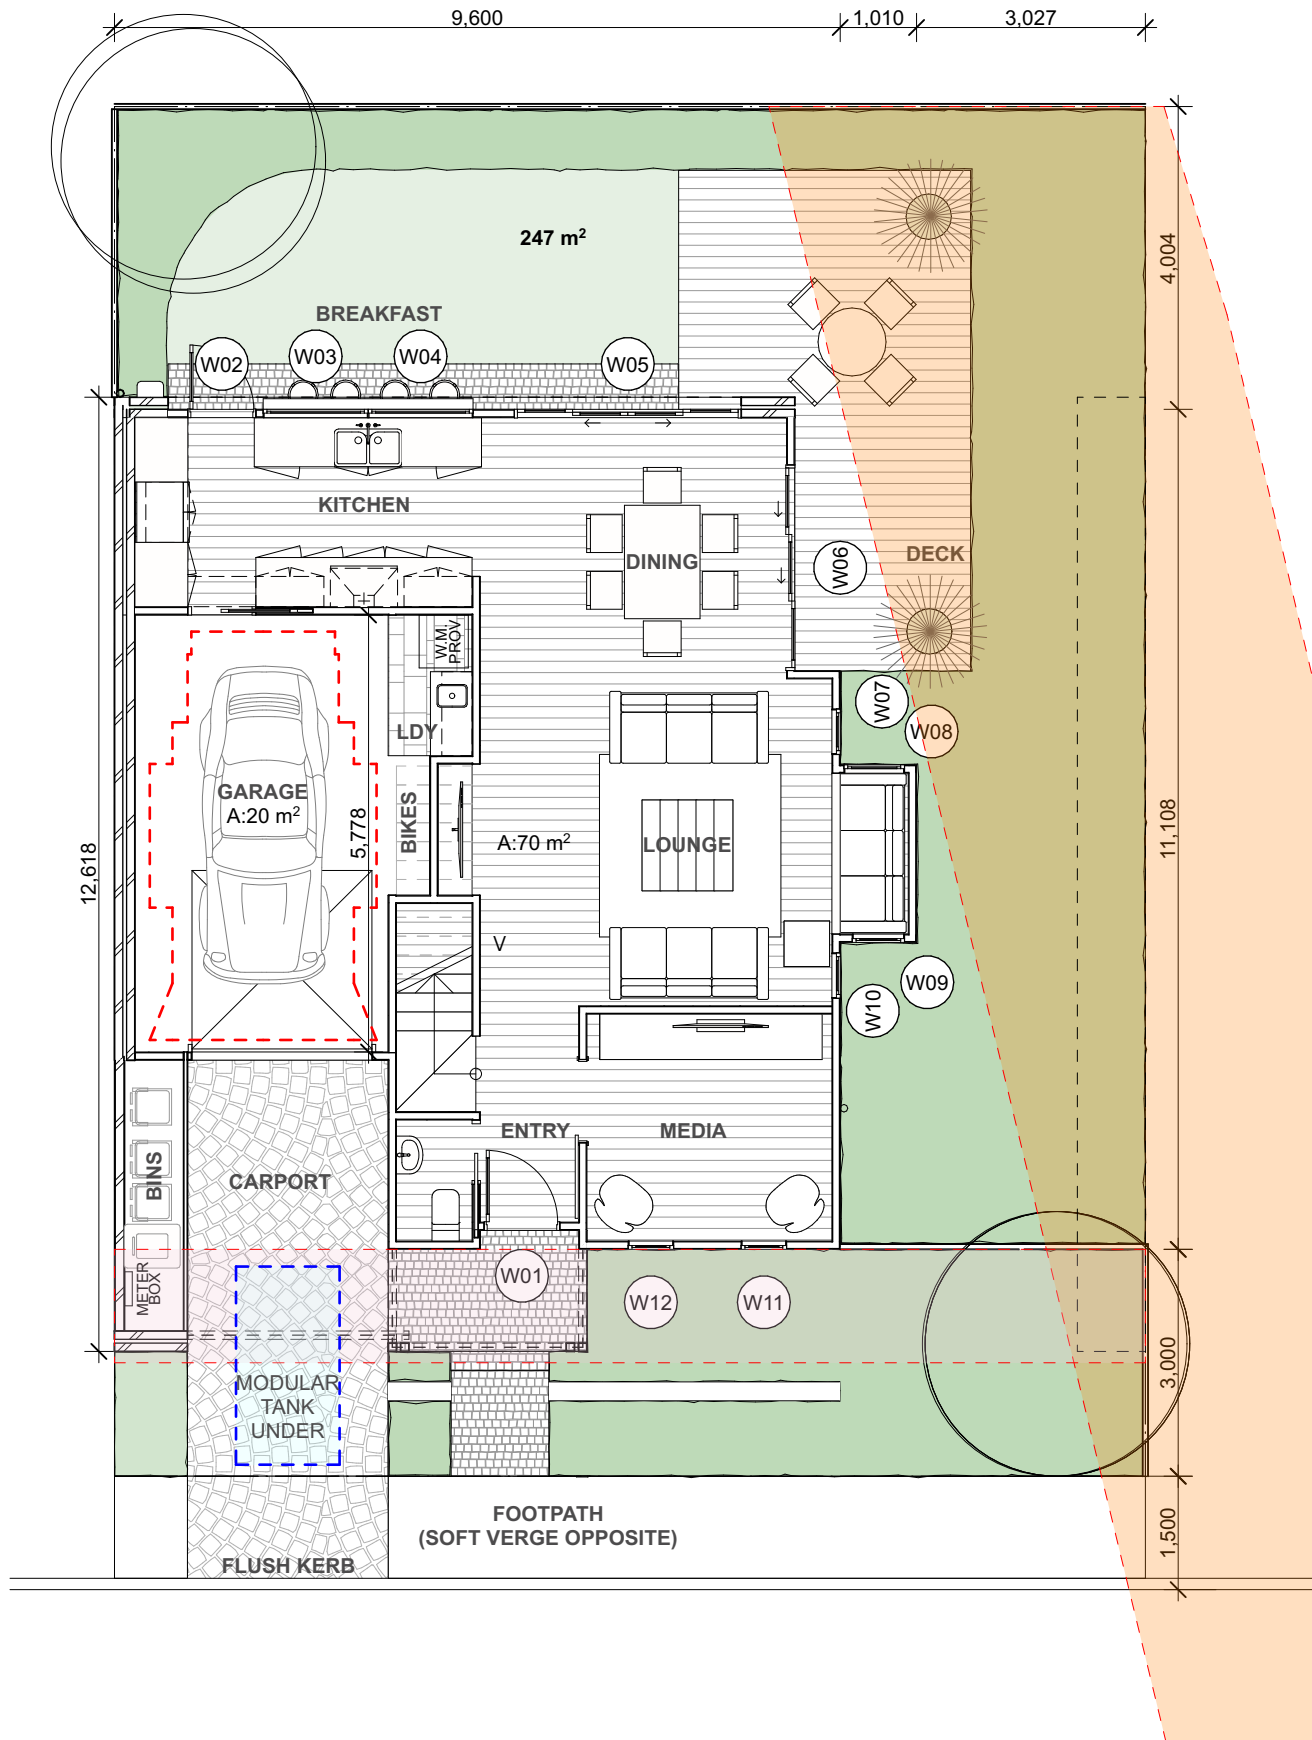 9,600
1,010
3,027
247 m²
4,004
BREAKFAST
W02
W03
W04
W05
KITCHEN
DINING
W06
DECK
W.M.
PROV
LDY
W07
W08
GARAGE
A:20 m²
5,778
BIKES
A:70 m²
LOUNGE
11,108
12,618
V
W09
W10
ENTRY
MEDIA
BINS
CARPORT
METER
BOX
W01
W12
W11
3,000
MODULAR
TANK
UNDER
FOOTPATH
(SOFT VERGE OPPOSITE)
1,500
FLUSH KERB